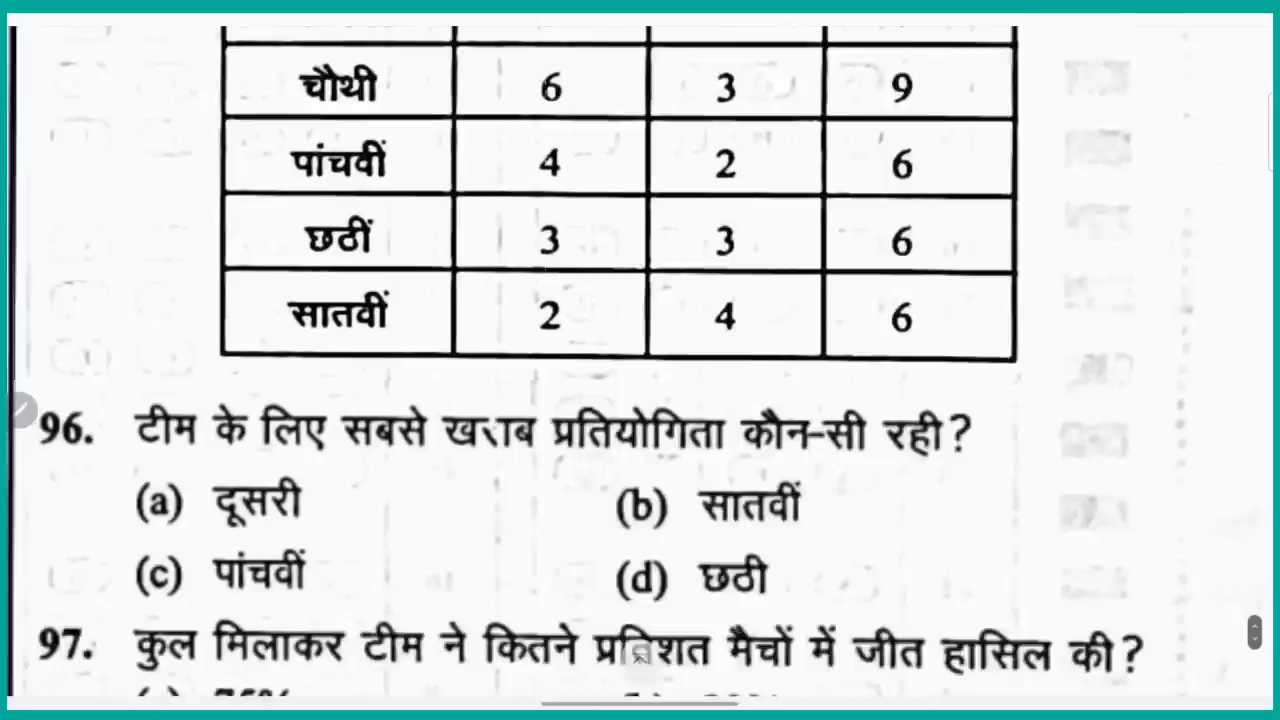 चौथी 6 3 9
पांचवीं 4 2 6
छठीं 3 3 6
सातवीं 2 4 6
96. टीम के लिए सबसे खराब प्रतियोगिता कौन-सी रही?
(a) दूसरी (b) सातवीं
(c) पांचवीं (d) छठी
97. कुल मिलाकर टीम ने कितने प्रतिशत मैचों में जीत हासिल की?